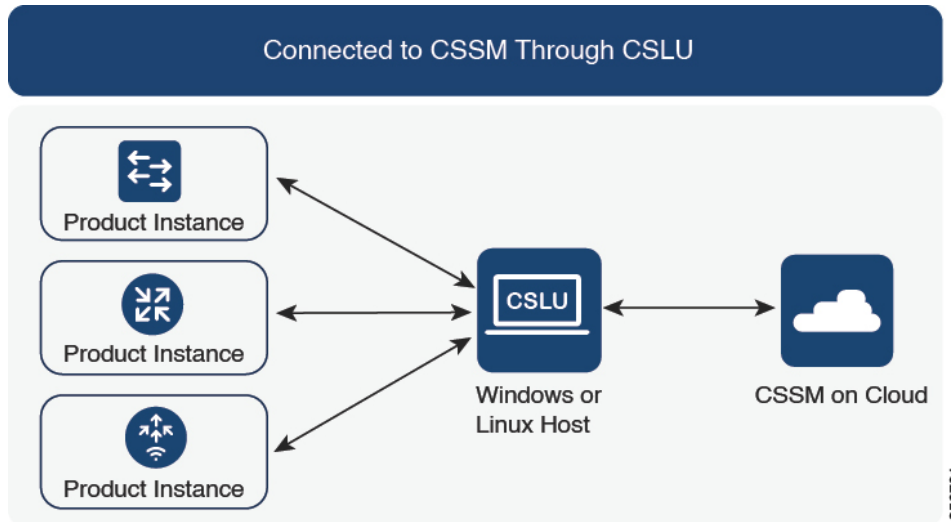 Connected to CSSM Through CSLU
Product Instance
Product Instance
Product Instance
CSLU
Windows or
Linux Host
CSSM on Cloud